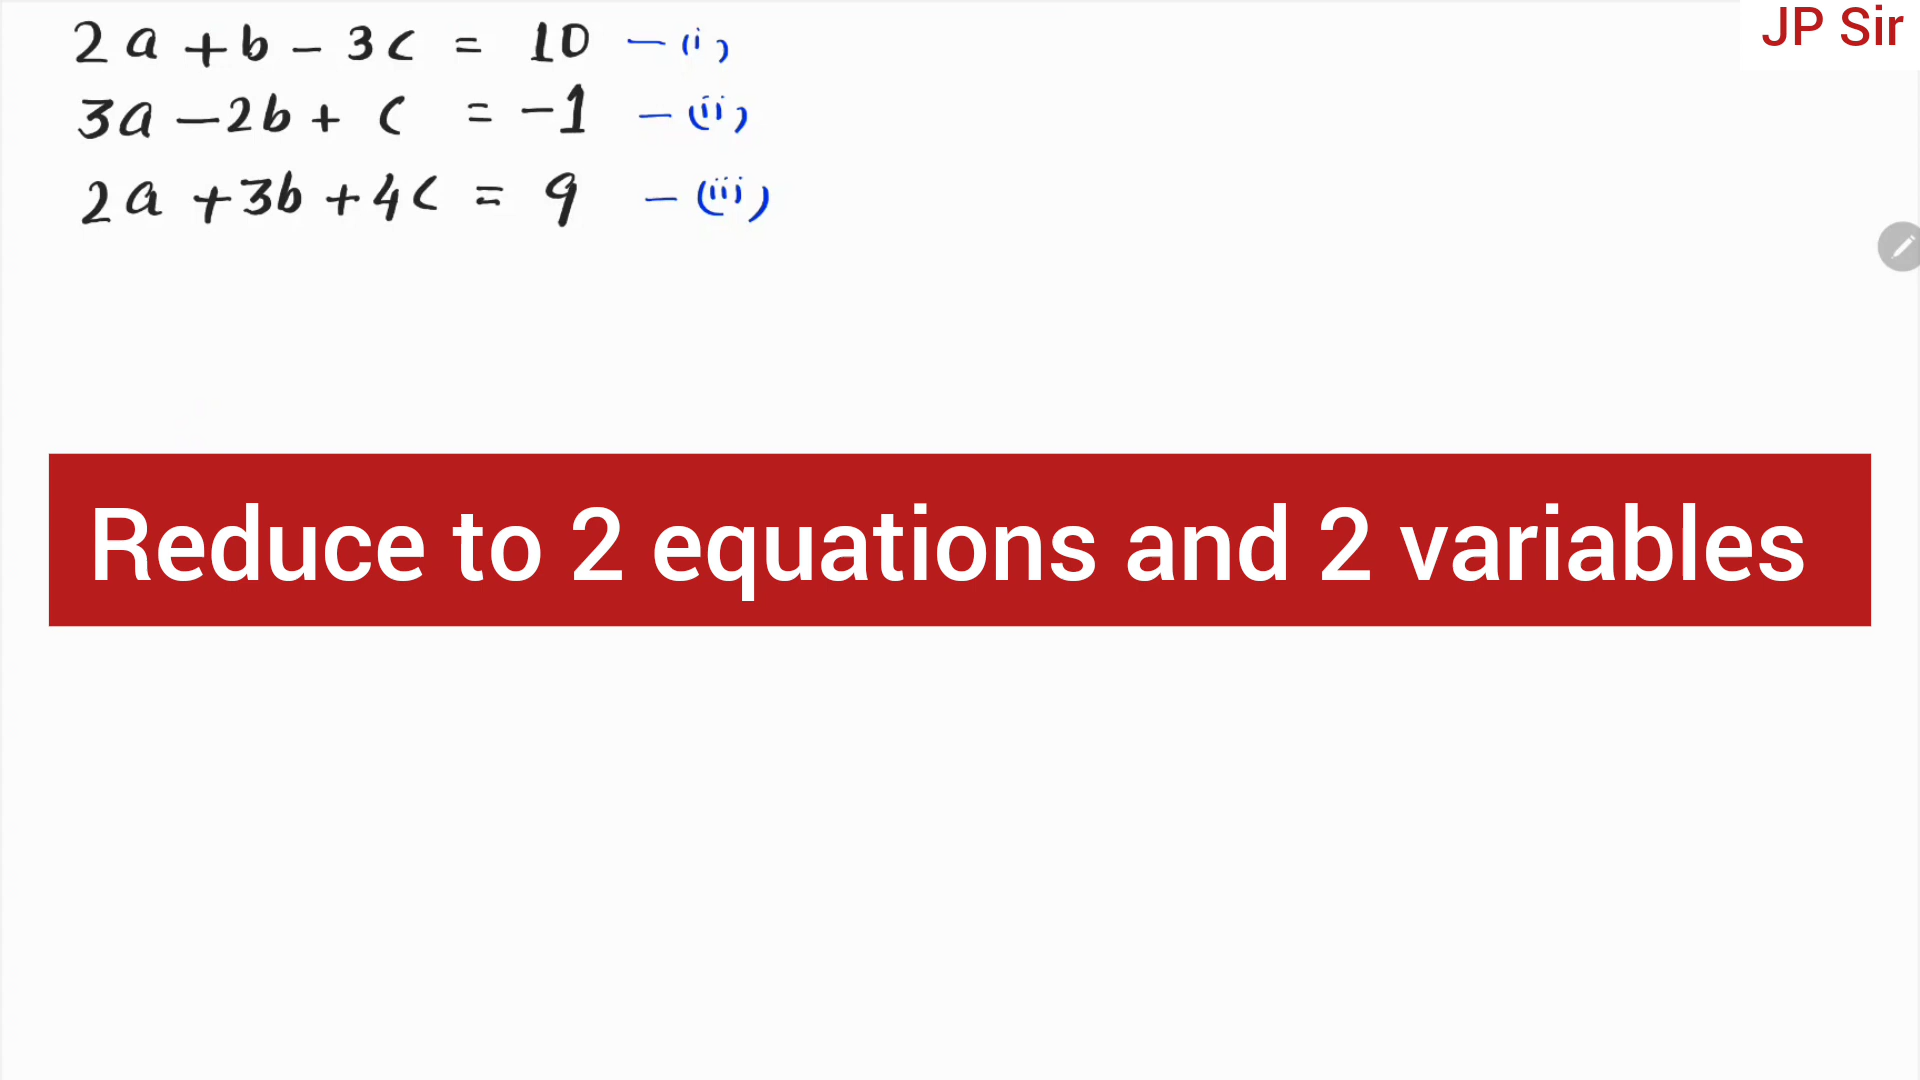 JP Sir
2a + b - 3c = 10 - (i)
3a - 2b + c = -1 - (ii)
2a + 3b + 4c = 9 - (iii)
Reduce to 2 equations and 2 variables